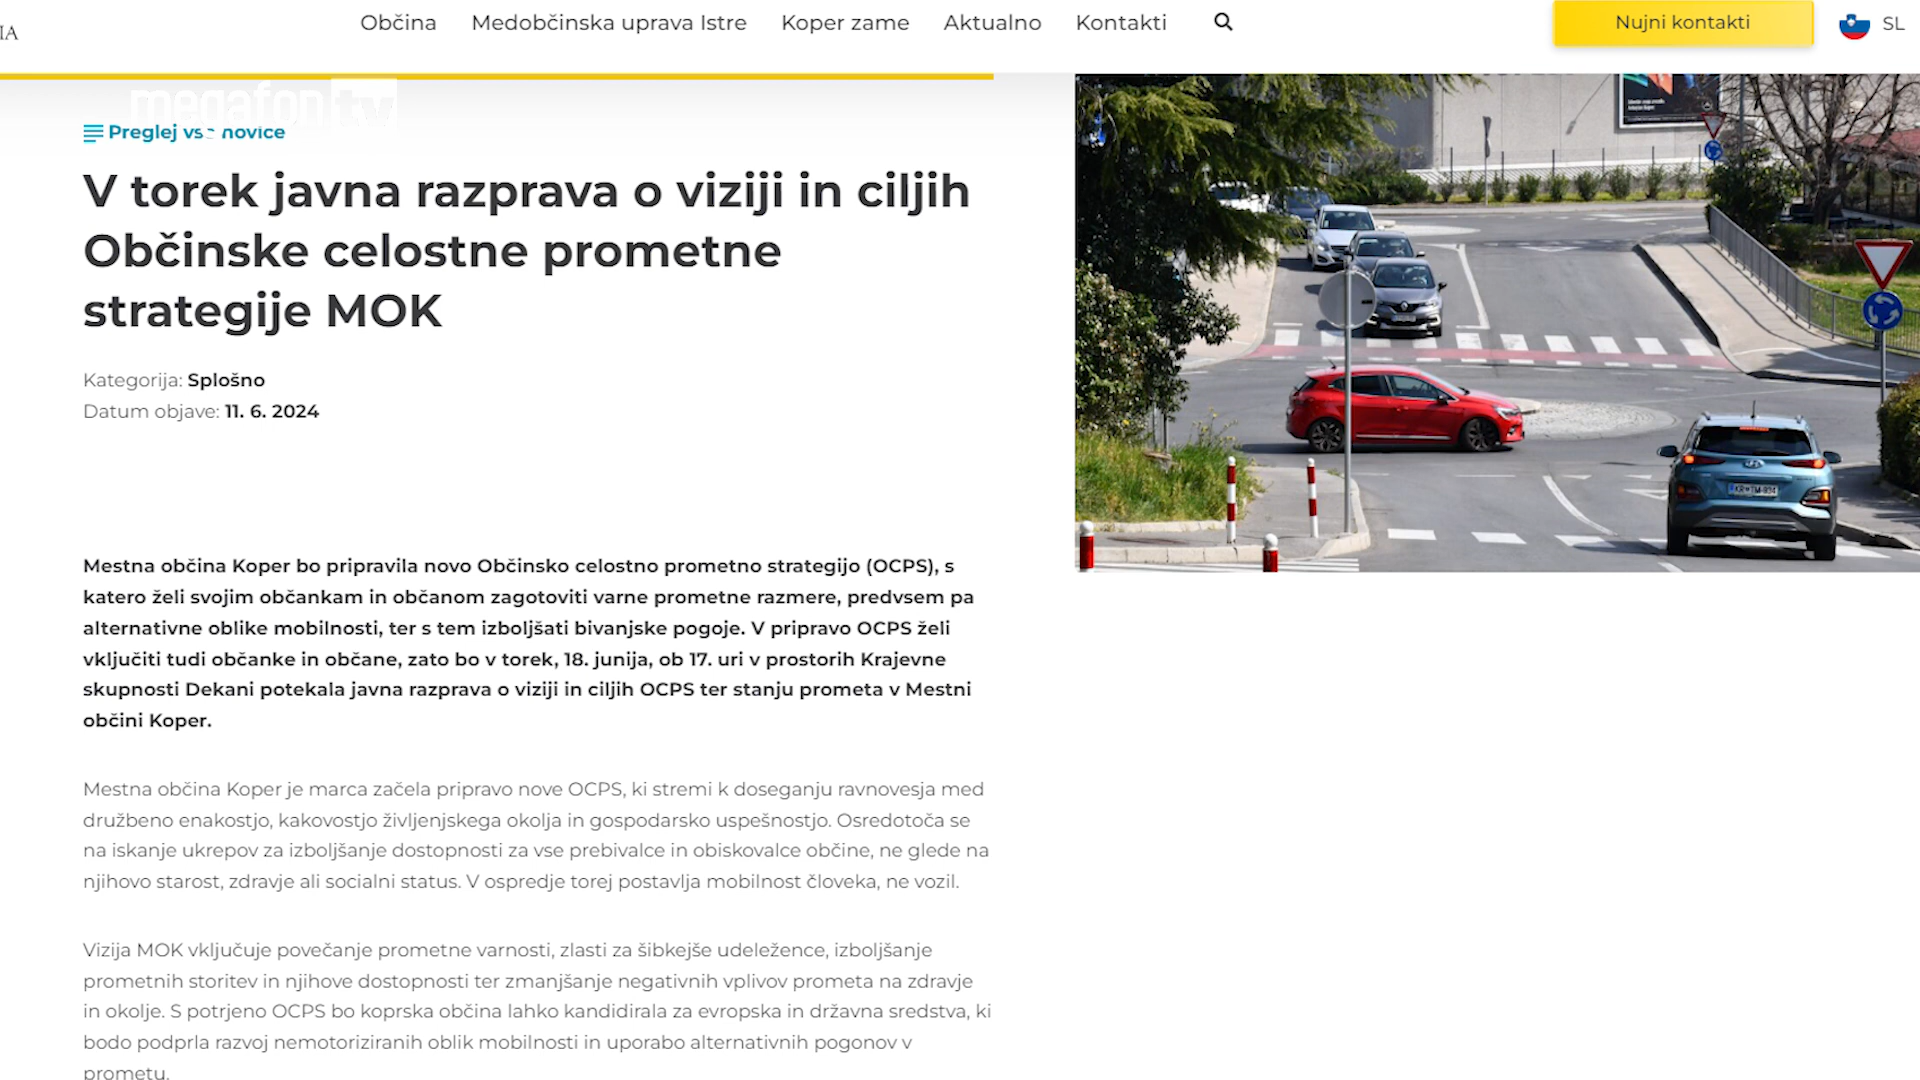 IA
Občina Medobčinska uprava Istre Koper zame Aktualno Kontakti
Nujni kontakti
SL
megafon tv
Preglej vse novice
V torek javna razprava o viziji in ciljih
Občinske celostne prometne
strategije MOK
Kategorija: Splošno
Datum objave: 11. 6. 2024
Mestna občina Koper bo pripravila novo Občinsko celostno prometno strategijo (OCPS), s
katero želi svojim občankam in občanom zagotoviti varne prometne razmere, predvsem pa
alternativne oblike mobilnosti, ter s tem izboljšati bivanjske pogoje. V pripravo OCPS želi
vključiti tudi občanke in občane, zato bo v torek, 18. junija, ob 17. uri v prostorih Krajevne
skupnosti Dekani potekala javna razprava o viziji in ciljih OCPS ter stanju prometa v Mestni
občini Koper.
Mestna občina Koper je marca začela pripravo nove OCPS, ki stremi k doseganju ravnovesja med
družbeno enakostjo, kakovostjo življenjskega okolja in gospodarsko uspešnostjo. Osredotoča se
na iskanje ukrepov za izboljšanje dostopnosti za vse prebivalce in obiskovalce občine, ne glede na
njihovo starost, zdravje ali socialni status. V ospredje torej postavlja mobilnost človeka, ne vozil.
Vizija MOK vključuje povečanje prometne varnosti, zlasti za šibkejše udeležence, izboljšanje
prometnih storitev in njihove dostopnosti ter zmanjšanje negativnih vplivov prometa na zdravje
in okolje. S potrjeno OCPS bo koprska občina lahko kandidirala za evropska in državna sredstva, ki
bodo podprla razvoj nemotoriziranih oblik mobilnosti in uporabo alternativnih pogonov v
prometu.